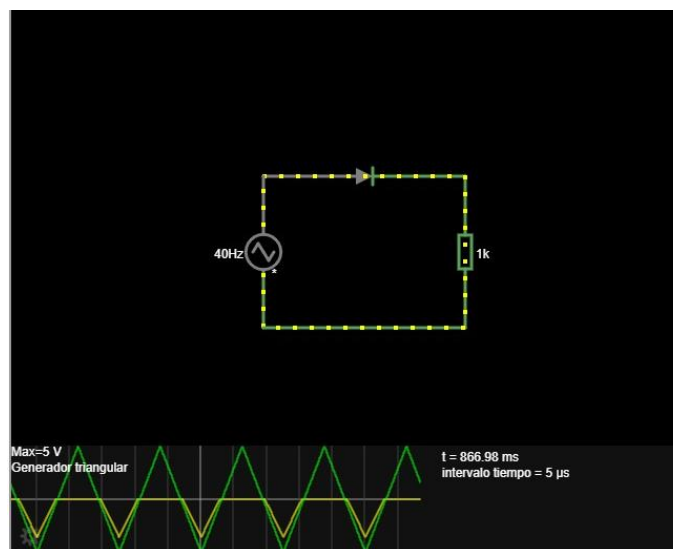 40Hz
*
1k
Max=5 V
Generador triangular
t = 866.98 ms
intervalo tiempo = 5 µs